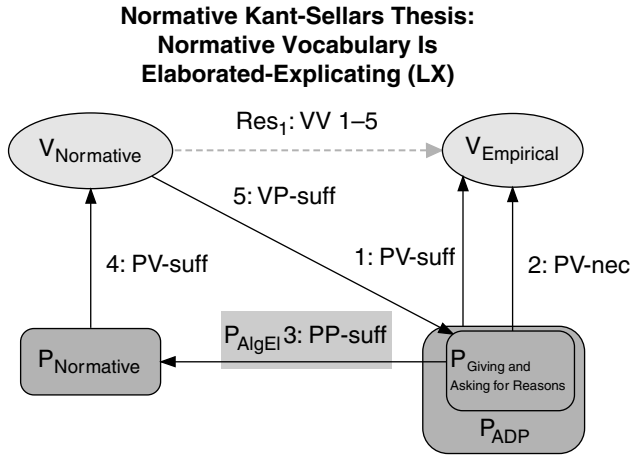 Normative Kant-Sellars Thesis:
Normative Vocabulary Is
Elaborated-Explicating (LX)
Res1: VV 1–5
VNormative
VEmpirical
5: VP-suff
4: PV-suff
1: PV-suff
2: PV-nec
PAlgEl 3: PP-suff
PNormative
PGiving and
Asking for Reasons
PADP